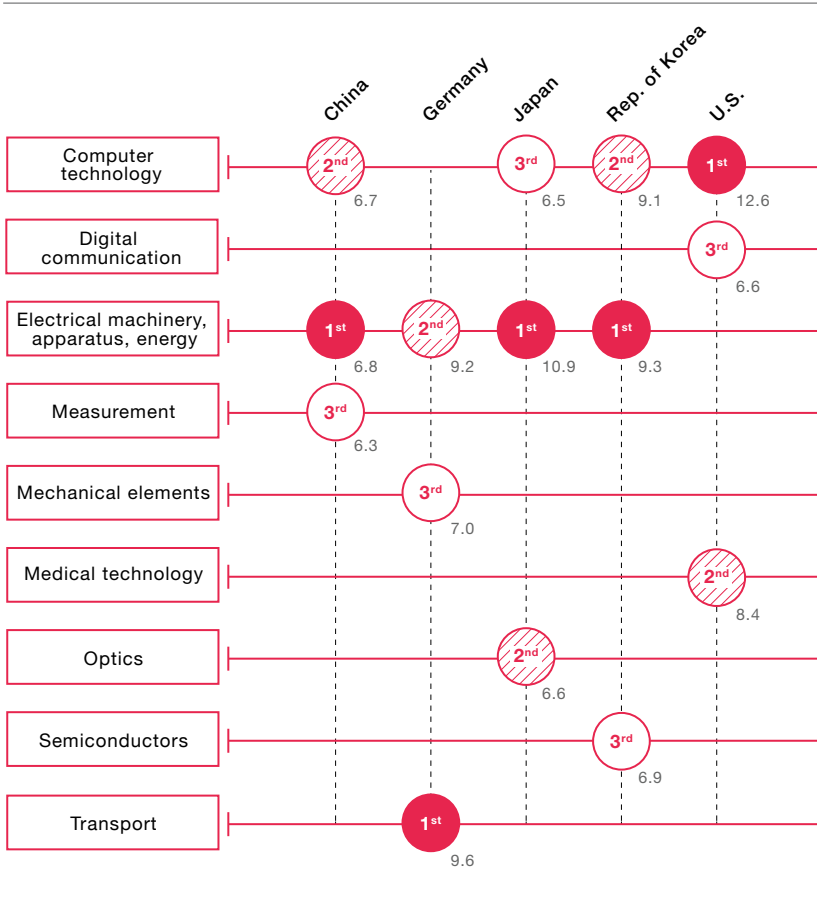 China
Germany
Japan
Rep. of Korea
U.S.
Computer
technology
2nd
6.7
3rd
6.5
2nd
9.1
1st
12.6
Digital
communication
3rd
6.6
Electrical machinery,
apparatus, energy
1st
6.8
2nd
9.2
1st
10.9
1st
9.3
Measurement
3rd
6.3
Mechanical elements
3rd
7.0
Medical technology
2nd
8.4
Optics
2nd
6.6
Semiconductors
3rd
6.9
Transport
1st
9.6